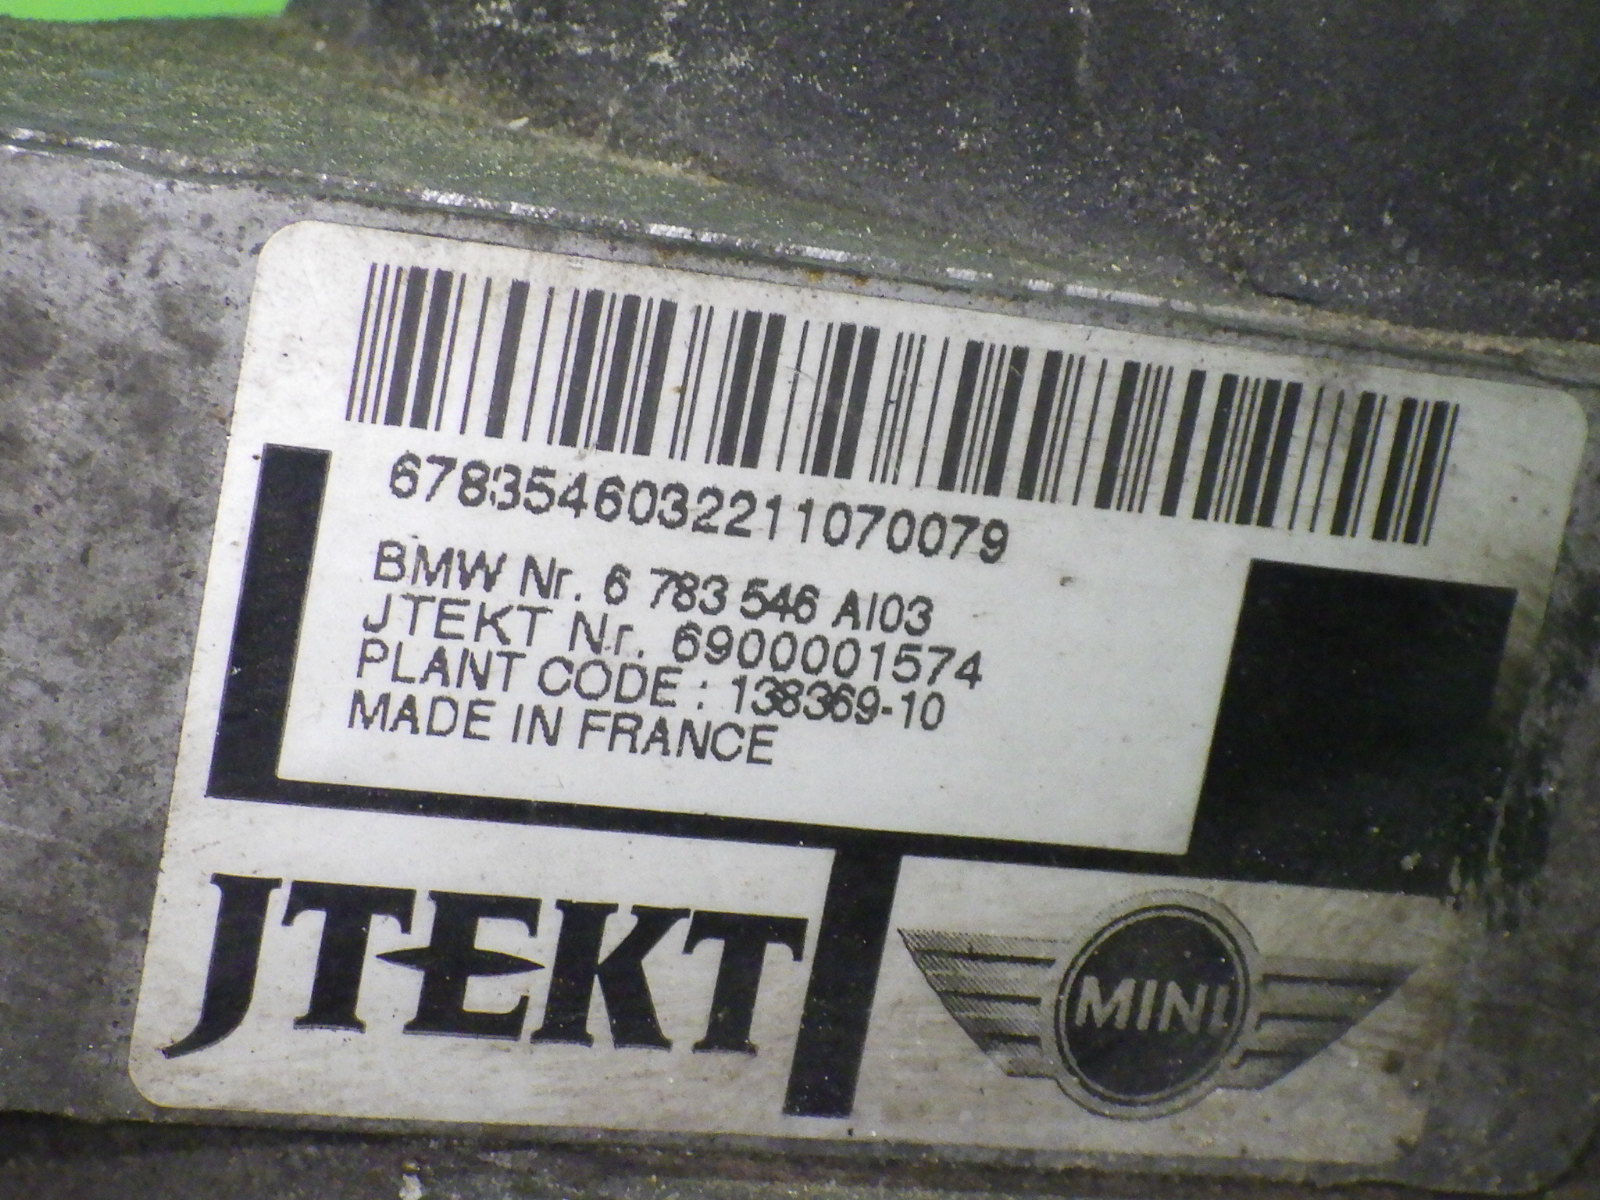 6783546032211070079
BMW Nr. 6 783 546 AI03
JTEKT Nr. 6900001574
PLANT CODE : 138369-10
MADE IN FRANCE
JTEKT
MINI